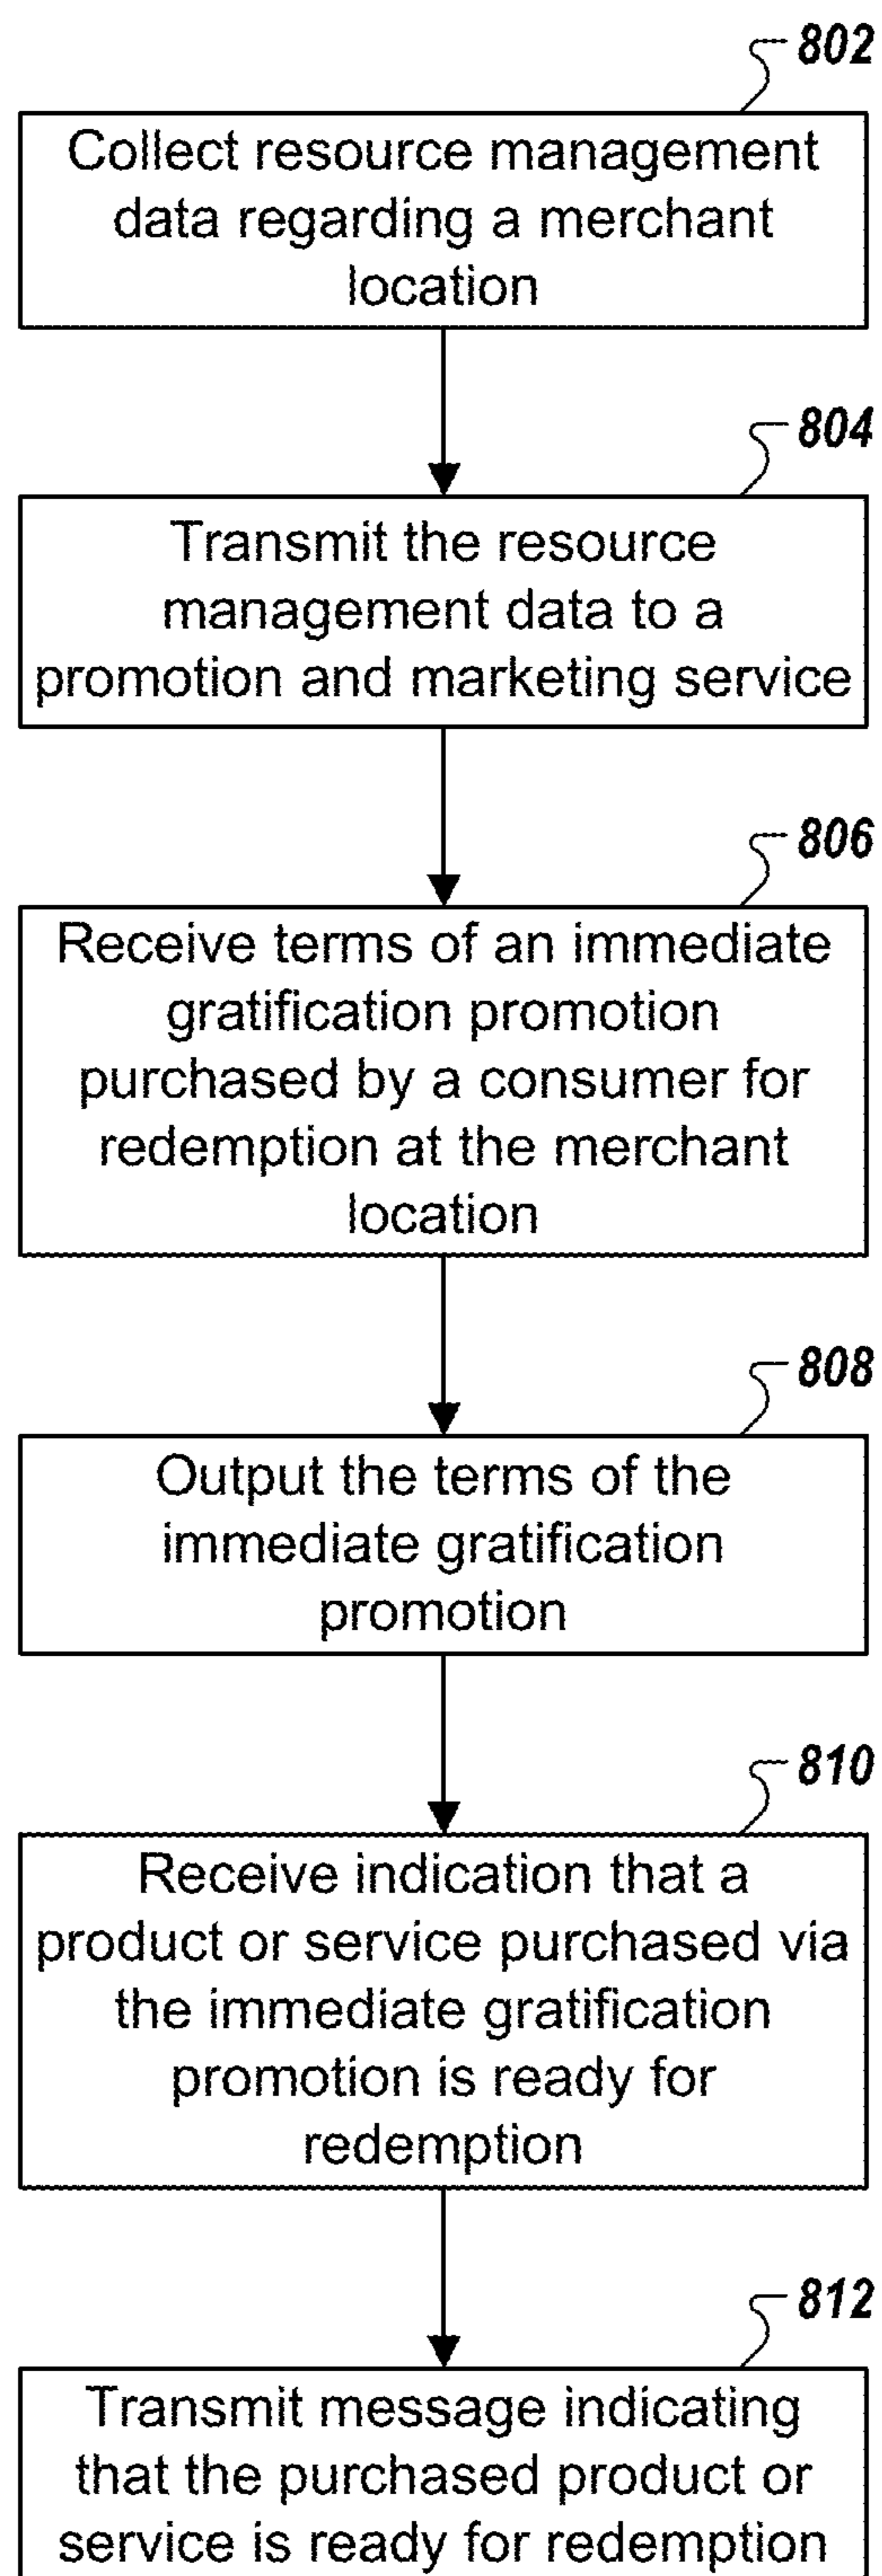 802
Collect resource management
data regarding a merchant
location
804
Transmit the resource
management data to a
promotion and marketing service
806
Receive terms of an immediate
gratification promotion
purchased by a consumer for
redemption at the merchant
location
808
Output the terms of the
immediate gratification
promotion
810
Receive indication that a
product or service purchased via
the immediate gratification
promotion is ready for
redemption
812
Transmit message indicating
that the purchased product or
service is ready for redemption